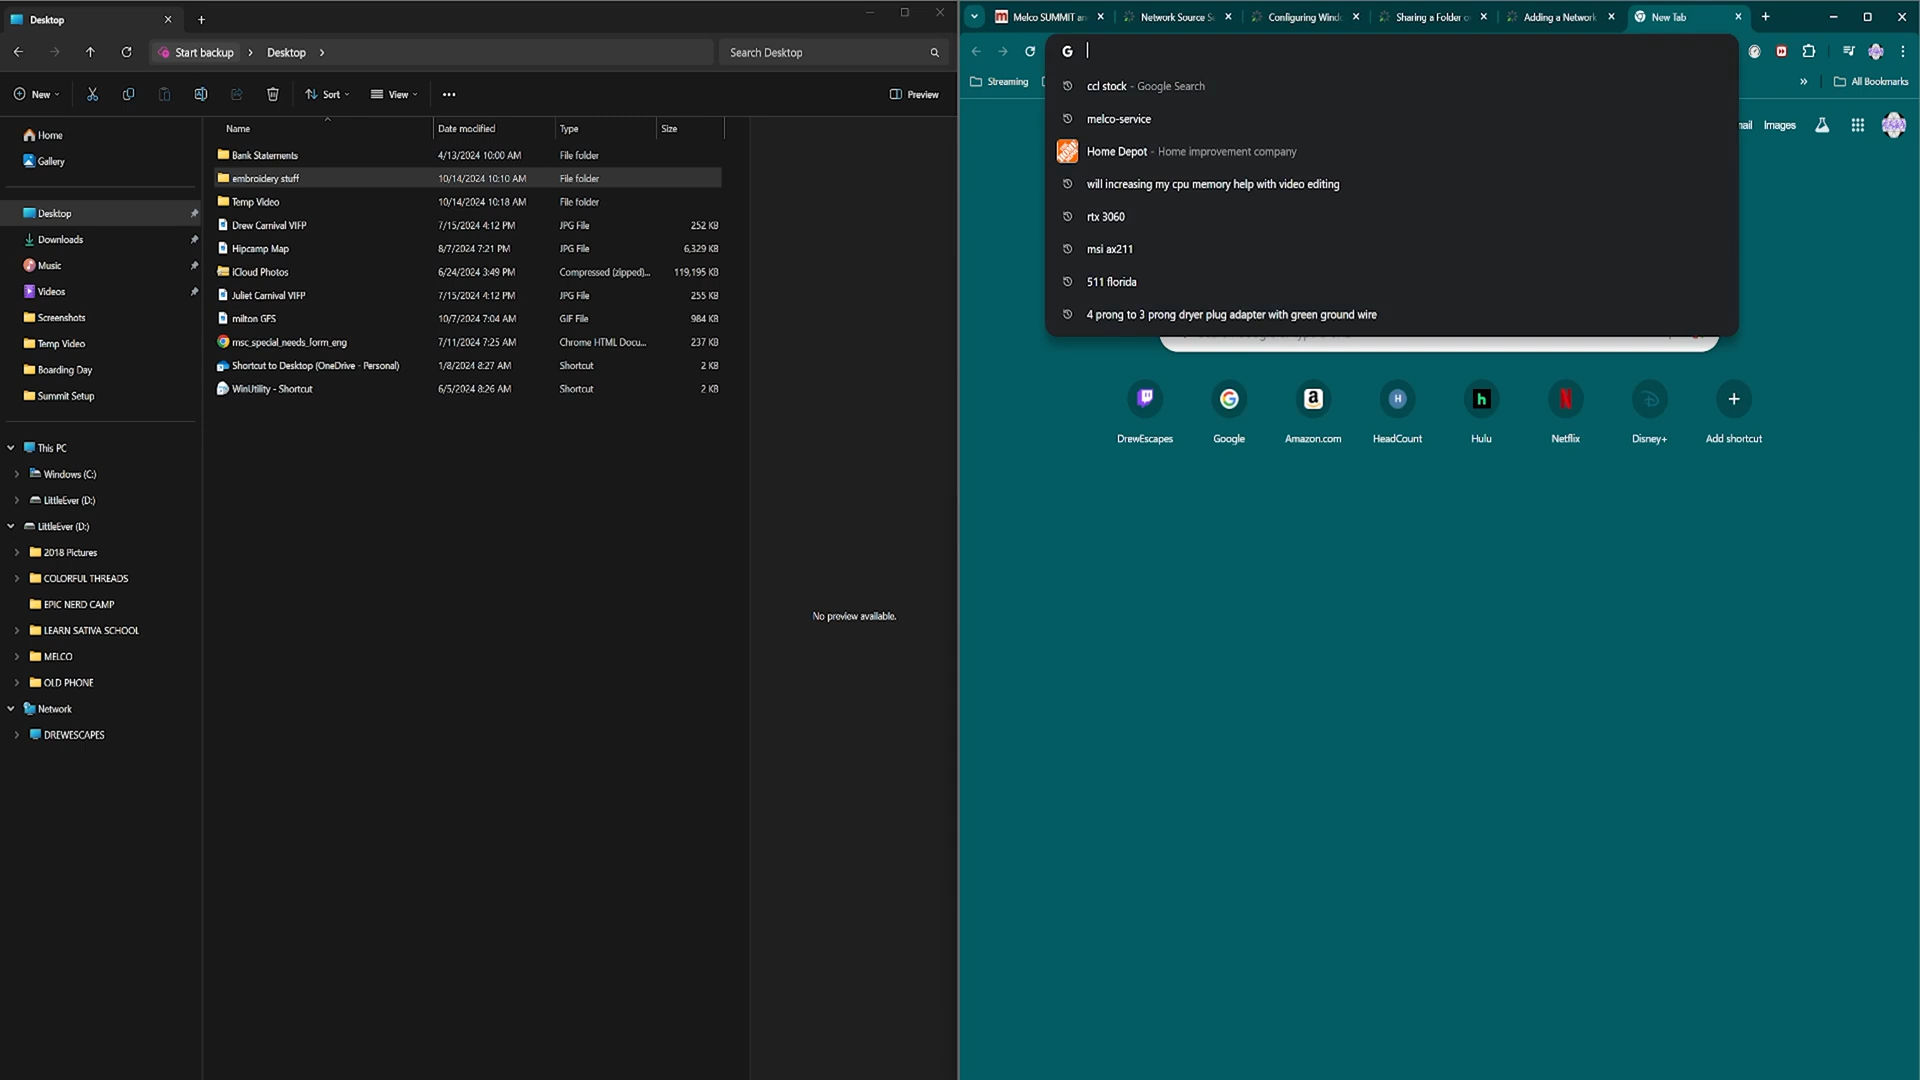 Desktop
Start backup
Desktop
Search Desktop
New
Sort
View
Preview
Home
Gallery
Desktop
Downloads
Music
Videos
Screenshots
Temp Video
Boarding Day
Summit Setup
This PC
Windows (C:)
LittleEver (D:)
LittleEver (D:)
2018 Pictures
COLORFUL THREADS
EPIC NERD CAMP
LEARN SATIVA SCHOOL
MELCO
OLD PHONE
Network
DREWESCAPES
Name Date modified Type Size
Bank Statements 4/13/2024 10:00 AM File folder
embroidery stuff 10/14/2024 10:10 AM File folder
Temp Video 10/14/2024 10:18 AM File folder
Drew Carnival VIFP 7/15/2024 4:12 PM JPG File 252 KB
Hipcamp Map 8/7/2024 7:21 PM JPG File 6,329 KB
iCloud Photos 6/24/2024 3:49 PM Compressed (zipped)... 119,195 KB
Juliet Carnival VIFP 7/15/2024 4:12 PM JPG File 255 KB
milton GFS 10/7/2024 7:04 AM GIF File 984 KB
msc_special_needs_form_eng 7/11/2024 7:25 AM Chrome HTML Docu... 237 KB
Shortcut to Desktop (OneDrive - Personal) 1/8/2024 8:27 AM Shortcut 2 KB
WinUtility - Shortcut 6/5/2024 8:26 AM Shortcut 2 KB
No preview available.
Melco SUMMIT an
Network Source S
Configuring Wind
Sharing a Folder o
Adding a Network
New Tab
G
Streaming
All Bookmarks
ccl stock - Google Search
melco-service
Home Depot - Home improvement company
will increasing my cpu memory help with video editing
rtx 3060
msi ax211
511 florida
4 prong to 3 prong dryer plug adapter with green ground wire
mail Images
DrewEscapes
Google
Amazon.com
H
HeadCount
h
Hulu
Netflix
Disney+
Add shortcut